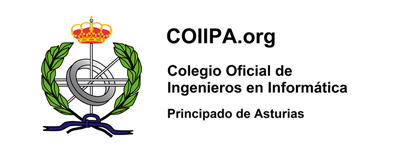 COIIPA.org
Colegio Oficial de
Ingenieros en Informática
Principado de Asturias